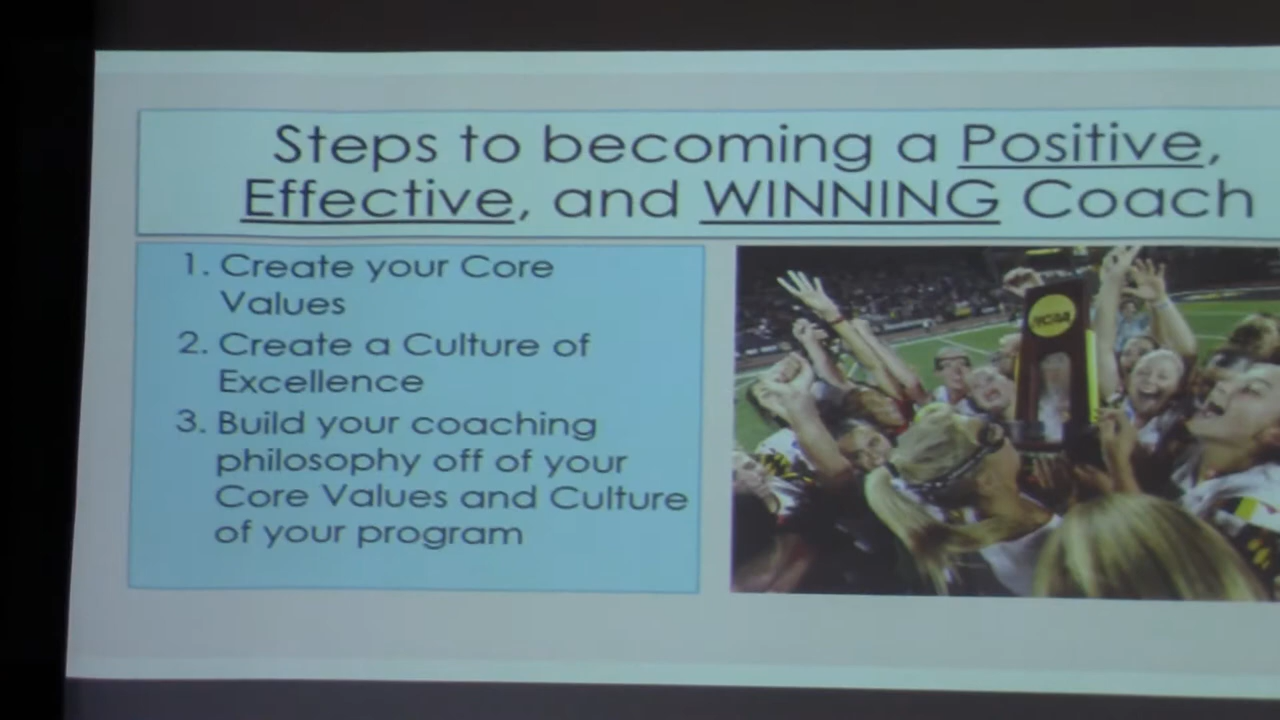 Steps to becoming a Positive,
Effective, and WINNING Coach
1. Create your Core
Values
2. Create a Culture of
Excellence
3. Build your coaching
philosophy off of your
Core Values and Culture
of your program
NCAA